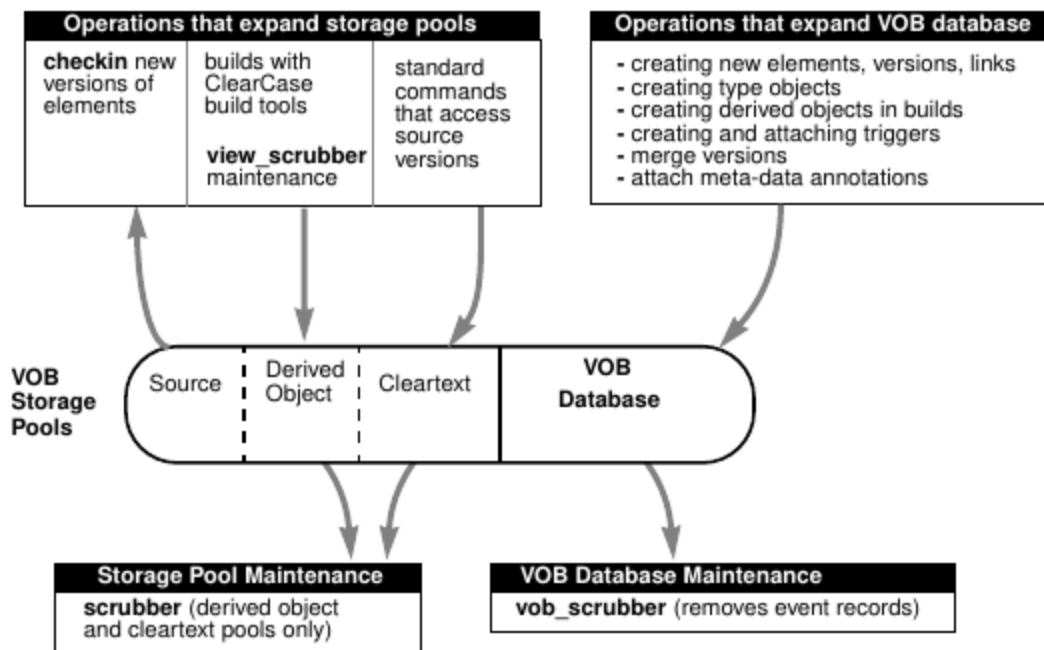 Operations that expand storage pools
checkin new
versions of
elements
builds with
ClearCase
build tools
view_scrubber
maintenance
standard
commands
that access
source
versions
Operations that expand VOB database
- creating new elements, versions, links
- creating type objects
- creating derived objects in builds
- creating and attaching triggers
- merge versions
- attach meta-data annotations
VOB
Storage
Pools
Source
Derived
Object
Cleartext
VOB
Database
Storage Pool Maintenance
scrubber (derived object
and cleartext pools only)
VOB Database Maintenance
vob_scrubber (removes event records)